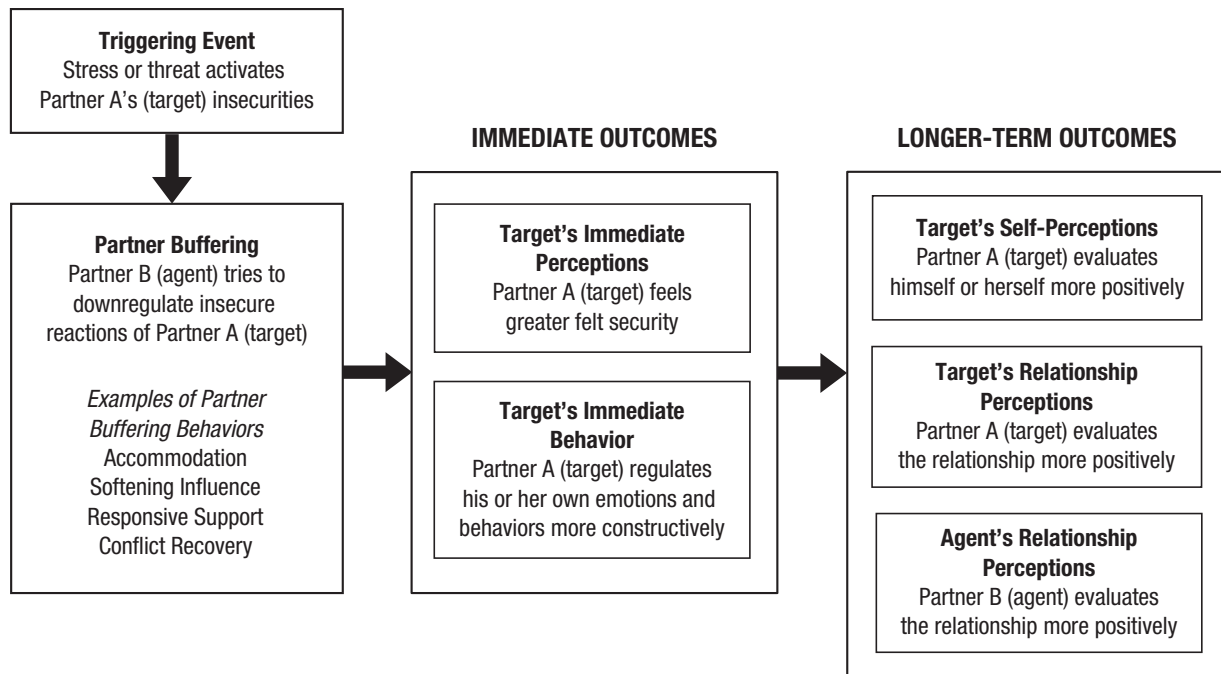 Triggering Event
Stress or threat activates
Partner A's (target) insecurities
Partner Buffering
Partner B (agent) tries to
downregulate insecure
reactions of Partner A (target)
Examples of Partner
Buffering Behaviors
Accommodation
Softening Influence
Responsive Support
Conflict Recovery
IMMEDIATE OUTCOMES
Target's Immediate
Perceptions
Partner A (target) feels
greater felt security
Target's Immediate
Behavior
Partner A (target) regulates
his or her own emotions and
behaviors more constructively
LONGER-TERM OUTCOMES
Target's Self-Perceptions
Partner A (target) evaluates
himself or herself more positively
Target's Relationship
Perceptions
Partner A (target) evaluates
the relationship more positively
Agent's Relationship
Perceptions
Partner B (agent) evaluates
the relationship more positively